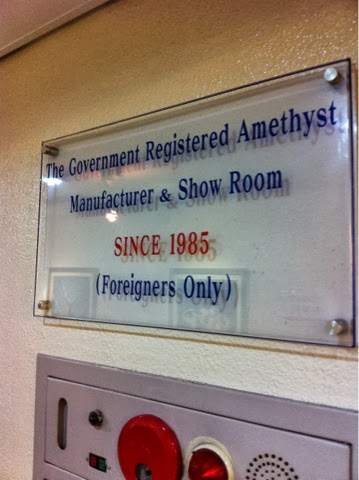 The Government Registered Amethyst
Manufacturer & Show Room
SINCE 1985
(Foreigners Only)